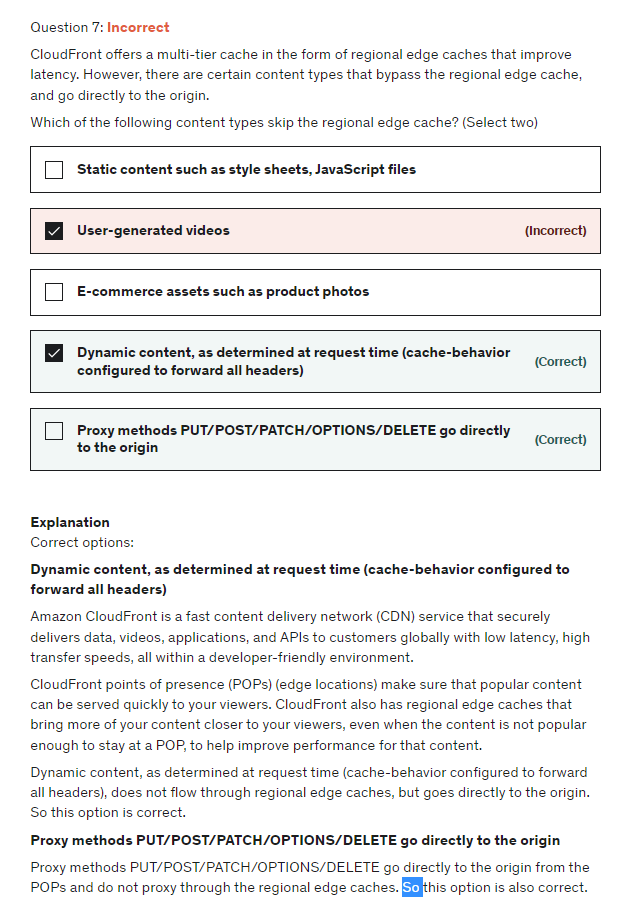 Question 7: Incorrect
CloudFront offers a multi-tier cache in the form of regional edge caches that improve
latency. However, there are certain content types that bypass the regional edge cache,
and go directly to the origin.
Which of the following content types skip the regional edge cache? (Select two)
Static content such as style sheets, JavaScript files
User-generated videos (Incorrect)
E-commerce assets such as product photos
Dynamic content, as determined at request time (cache-behavior
configured to forward all headers) (Correct)
Proxy methods PUT/POST/PATCH/OPTIONS/DELETE go directly
to the origin (Correct)
Explanation
Correct options:
Dynamic content, as determined at request time (cache-behavior configured to
forward all headers)
Amazon CloudFront is a fast content delivery network (CDN) service that securely
delivers data, videos, applications, and APIs to customers globally with low latency, high
transfer speeds, all within a developer-friendly environment.
CloudFront points of presence (POPs) (edge locations) make sure that popular content
can be served quickly to your viewers. CloudFront also has regional edge caches that
bring more of your content closer to your viewers, even when the content is not popular
enough to stay at a POP, to help improve performance for that content.
Dynamic content, as determined at request time (cache-behavior configured to forward
all headers), does not flow through regional edge caches, but goes directly to the origin.
So this option is correct.
Proxy methods PUT/POST/PATCH/OPTIONS/DELETE go directly to the origin
Proxy methods PUT/POST/PATCH/OPTIONS/DELETE go directly to the origin from the
POPs and do not proxy through the regional edge caches. So this option is also correct.